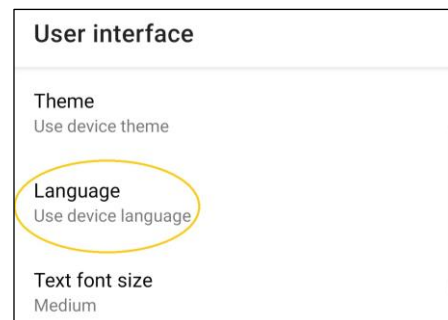 User interface
Theme
Use device theme
Language
Use device language
Text font size
Medium